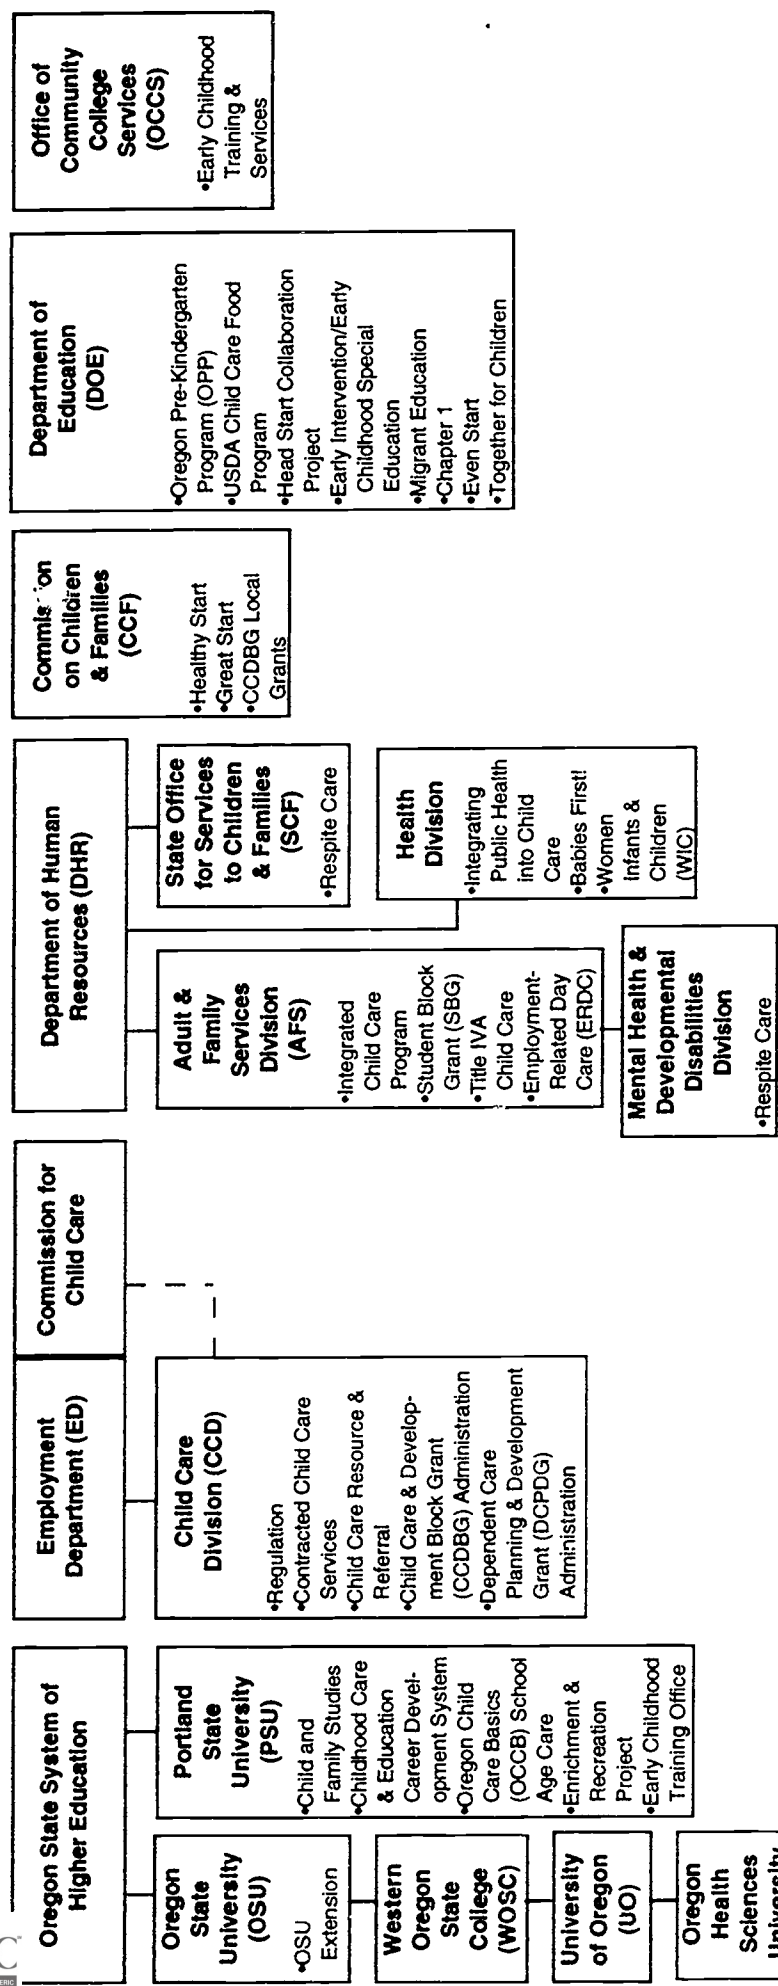 Oregon State System of
Higher Education
Oregon
State
University
(OSU)
•OSU
Extension
Western
Oregon
State
College
(WOSC)
University
of Oregon
(UO)
Oregon
Health
Sciences
University
Portland
State
University
(PSU)
•Child and
Family Studies
•Childhood Care
& Education
Career Devel-
opment System
•Oregon Child
Care Basics
(OCCB) School
Age Care
•Enrichment &
Recreation
Project
•Early Childhood
Training Office
Employment
Department (ED)
Child Care
Division (CCD)
•Regulation
•Contracted Child Care
Services
•Child Care Resource &
Referral
•Child Care & Develop-
ment Block Grant
(CCDBG) Administration
•Dependent Care
Planning & Development
Grant (DCPDG)
Administration
Commission for
Child Care
Department of Human
Resources (DHR)
Adult &
Family
Services
Division
(AFS)
•Integrated
Child Care
Program
•Student Block
Grant (SBG)
•Title IVA
Child Care
•Employment-
Related Day
Care (ERDC)
Mental Health &
Developmental
Disabilities
Division
•Respite Care
State Office
for Services
to Children
& Families
(SCF)
•Respite Care
Health
Division
•Integrating
Public Health
into Child
Care
•Babies First!
•Women
Infants &
Children
(WIC)
on Children
& Families
(CCF)
•Healthy Start
•Great Start
•CCDBG Local
Grants
Department of
Education
(DOE)
•Oregon Pre-Kindergarten
Program (OPP)
•USDA Child Care Food
Program
•Head Start Collaboration
Project
•Early Intervention/Early
Childhood Special
Education
•Migrant Education
•Chapter 1
•Even Start
•Together for Children
Office of
Community
College
Services
(OCCS)
•Early Childhood
Training &
Services
ERIC